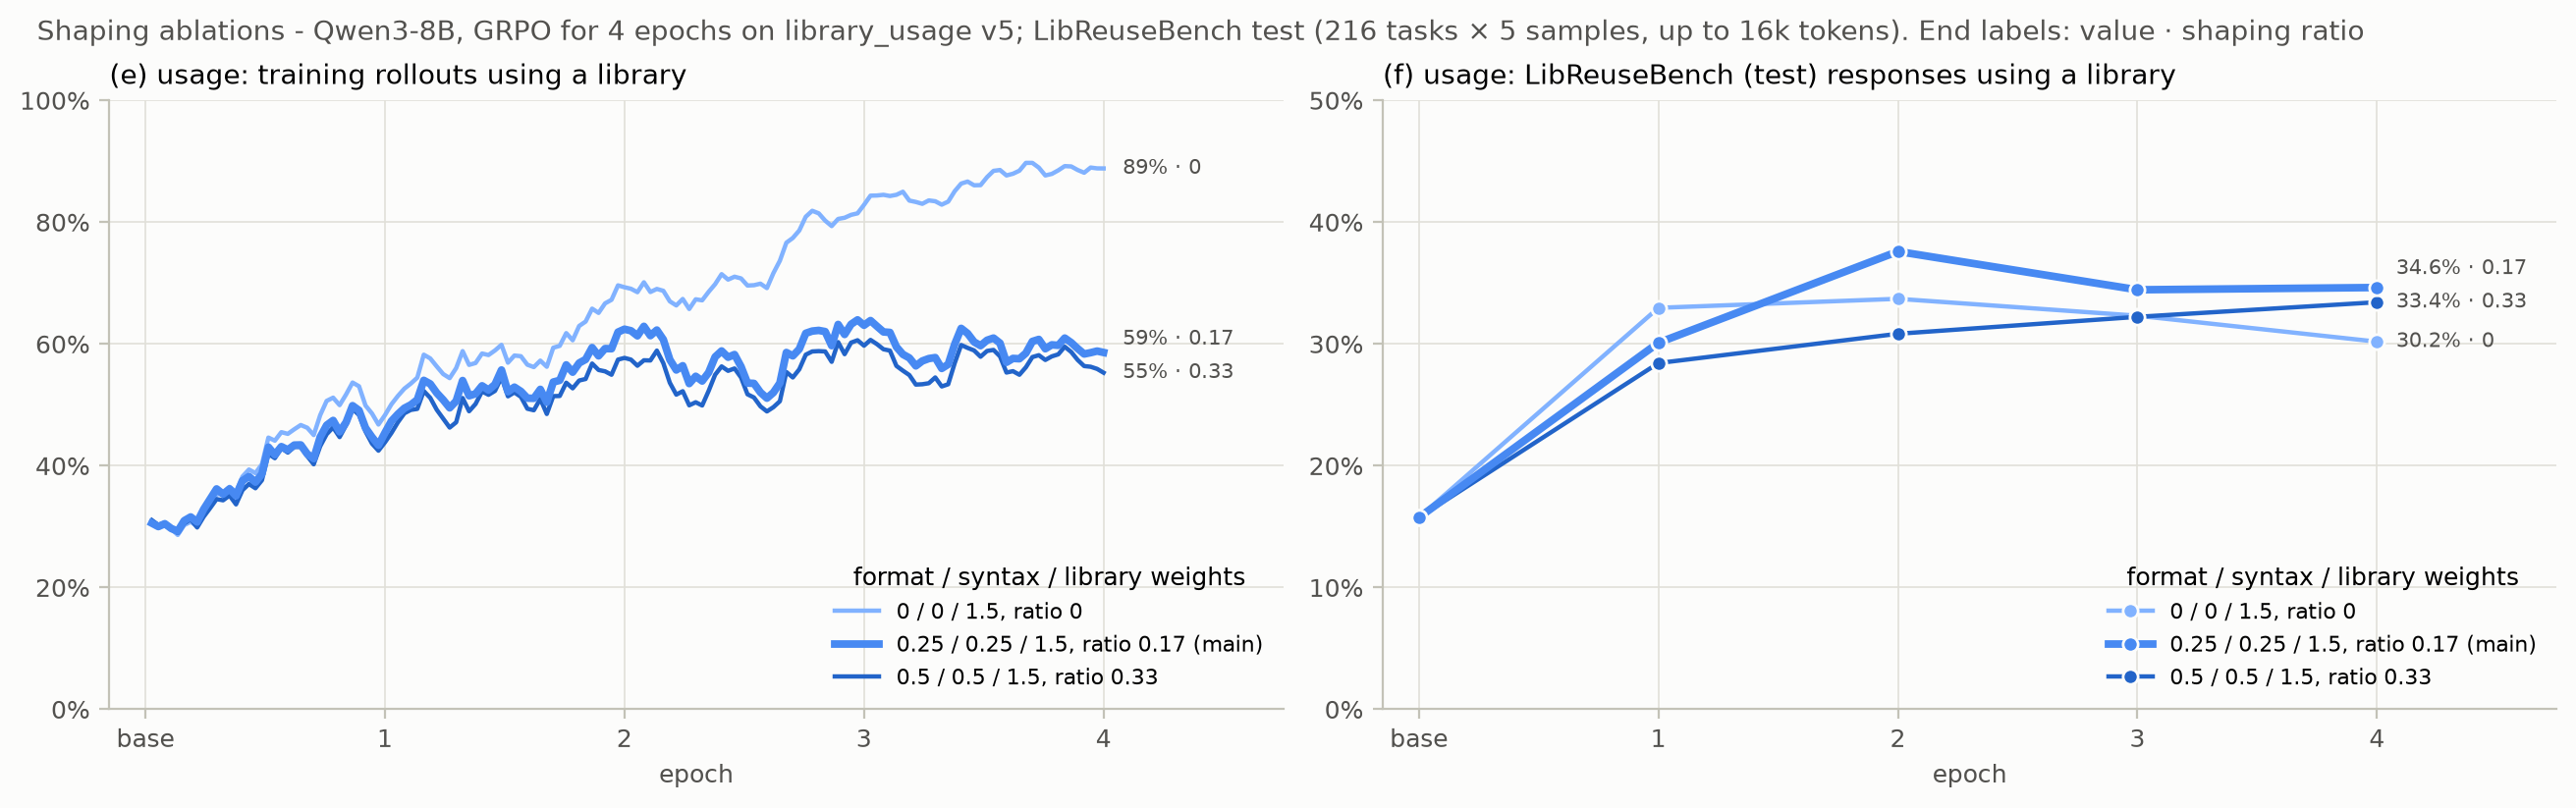 Shaping ablations - Qwen3-8B, GRPO for 4 epochs on library_usage v5; LibReuseBench test (216 tasks × 5 samples, up to 16k tokens). End labels: value · shaping ratio
(e) usage: training rollouts using a library
100%
80%
60%
40%
20%
0%
89% · 0
59% · 0.17
55% · 0.33
format / syntax / library weights
0 / 0 / 1.5, ratio 0
0.25 / 0.25 / 1.5, ratio 0.17 (main)
0.5 / 0.5 / 1.5, ratio 0.33
base 1 2 3 4
epoch
(f) usage: LibReuseBench (test) responses using a library
50%
40%
30%
20%
10%
0%
34.6% · 0.17
33.4% · 0.33
30.2% · 0
format / syntax / library weights
0 / 0 / 1.5, ratio 0
0.25 / 0.25 / 1.5, ratio 0.17 (main)
0.5 / 0.5 / 1.5, ratio 0.33
base 1 2 3 4
epoch